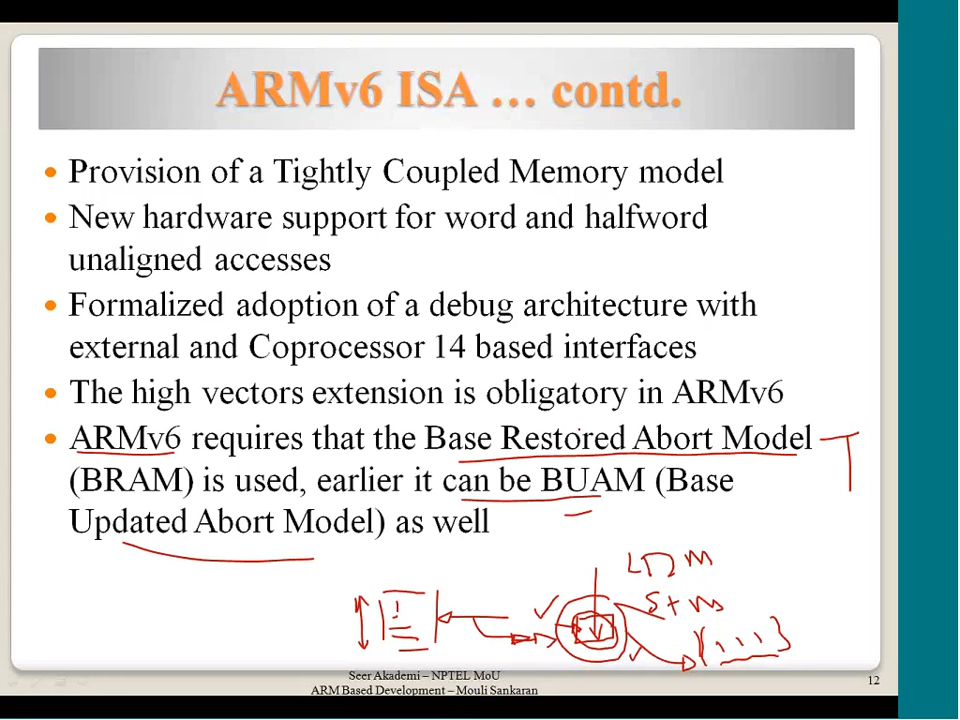 ARMv6 ISA … contd.
• Provision of a Tightly Coupled Memory model
• New hardware support for word and halfword
unaligned accesses
• Formalized adoption of a debug architecture with
external and Coprocessor 14 based interfaces
• The high vectors extension is obligatory in ARMv6
• ARMv6 requires that the Base Restored Abort Model
(BRAM) is used, earlier it can be BUAM (Base
Updated Abort Model) as well
LDM
STM
Seer Akademi – NPTEL MoU
ARM Based Development – Mouli Sankaran
12